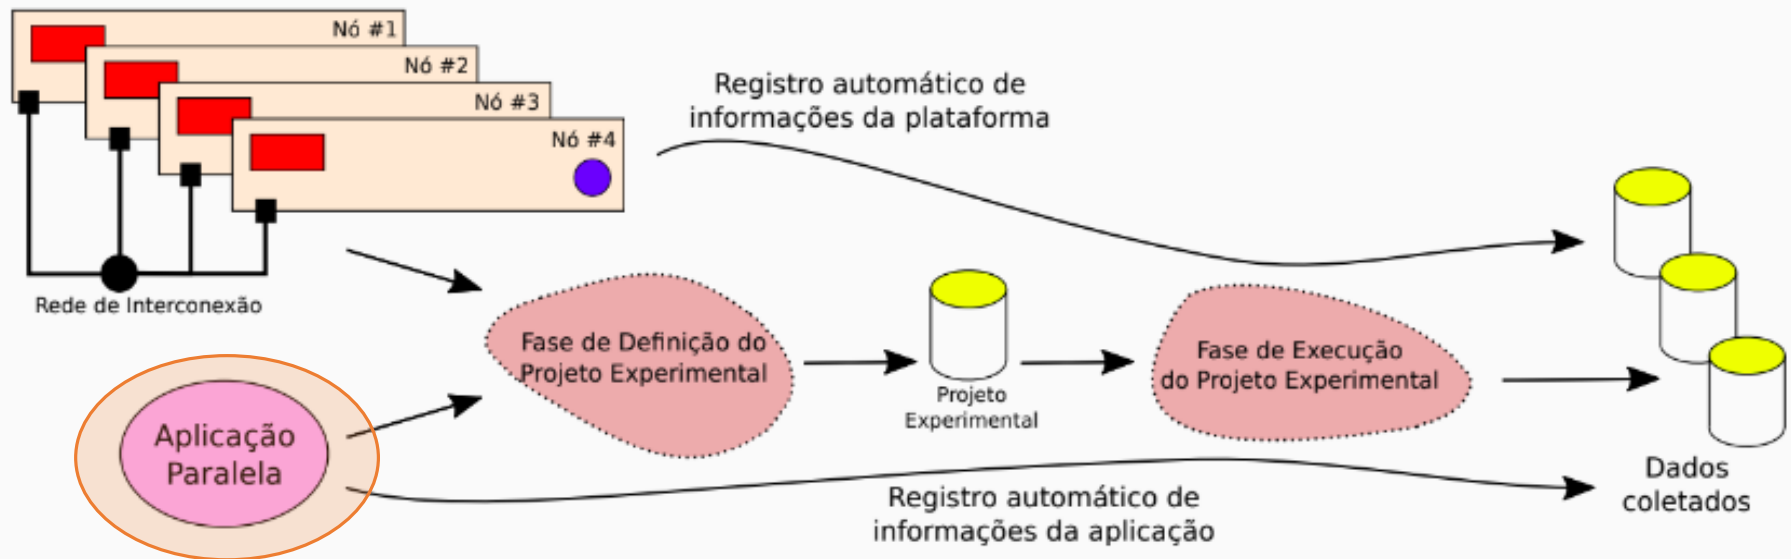 Nó #1
Nó #2
Nó #3
Nó #4
Rede de Interconexão
Registro automático de
informações da plataforma
Fase de Definição do
Projeto Experimental
Projeto
Experimental
Fase de Execução
do Projeto Experimental
Aplicação
Paralela
Registro automático de
informações da aplicação
Dados
coletados